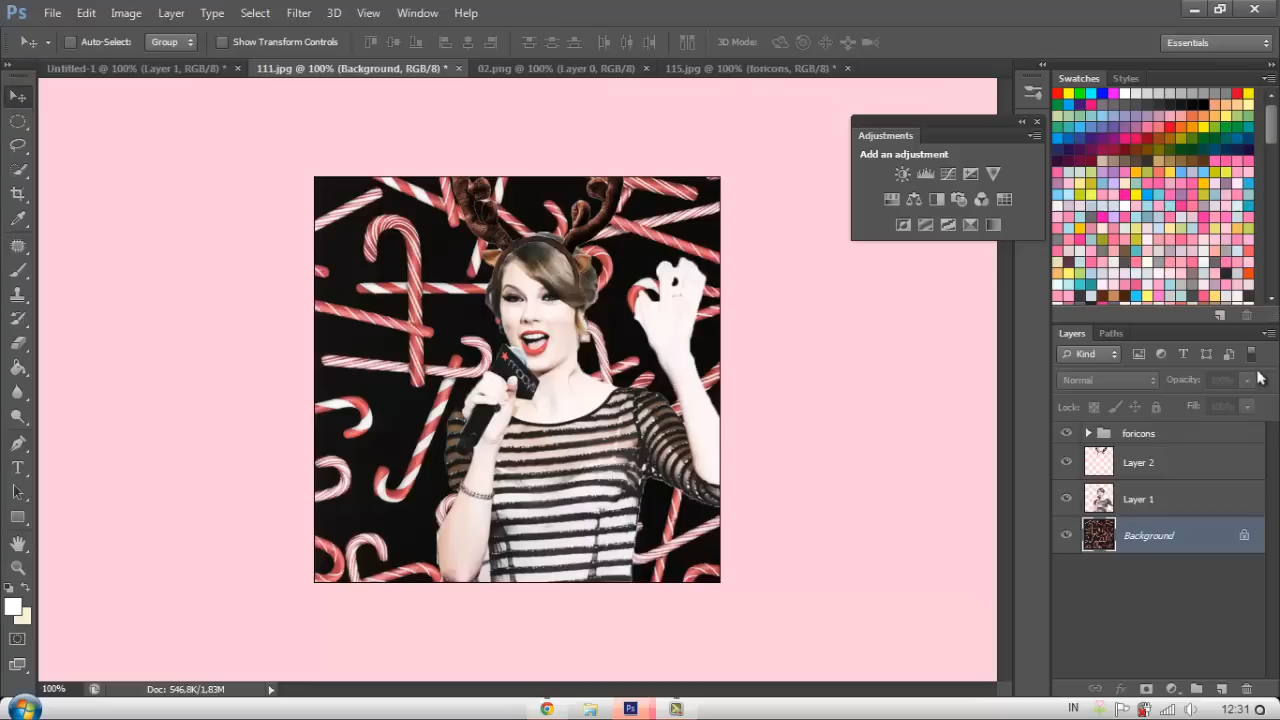 Ps File Edit Image Layer Type Select Filter 3D View Window Help
Auto-Select: Group Show Transform Controls 3D Mode: Essentials
Untitled-1 @ 100% (Layer 1, RGB/8) * × 111.jpg @ 100% (Background, RGB/8) * × 02.png @ 100% (Layer 0, RGB/8) × 115.jpg @ 100% (foricons, RGB/8) * ×
Swatches Styles
Adjustments
Add an adjustment
Layers Paths
Kind
Normal Opacity: 100%
Lock: Fill: 100%
foricons
Layer 2
Layer 1
Background
100% Doc: 546,8K/1,83M
Ps IN 12:31